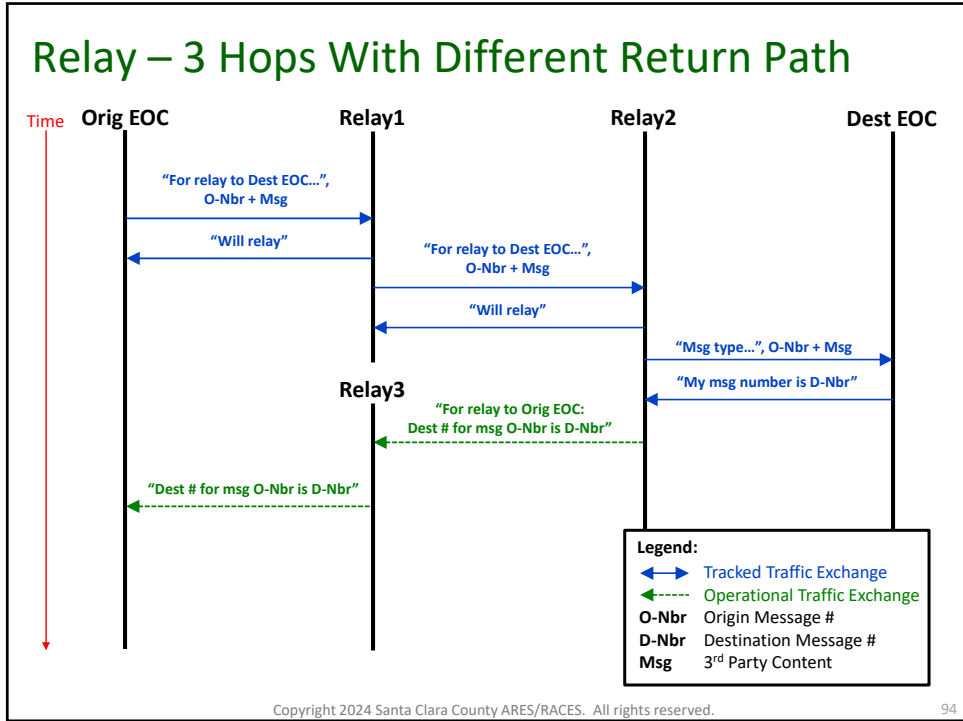 Relay – 3 Hops With Different Return Path
Time
Orig EOC
Relay1
Relay2
Dest EOC
“For relay to Dest EOC…”,
O-Nbr + Msg
“Will relay”
“For relay to Dest EOC…”,
O-Nbr + Msg
“Will relay”
“Msg type…”, O-Nbr + Msg
“My msg number is D-Nbr”
Relay3
“For relay to Orig EOC:
Dest # for msg O-Nbr is D-Nbr”
“Dest # for msg O-Nbr is D-Nbr”
Legend:
Tracked Traffic Exchange
Operational Traffic Exchange
O-Nbr Origin Message #
D-Nbr Destination Message #
Msg 3rd Party Content
Copyright 2024 Santa Clara County ARES/RACES. All rights reserved.
94